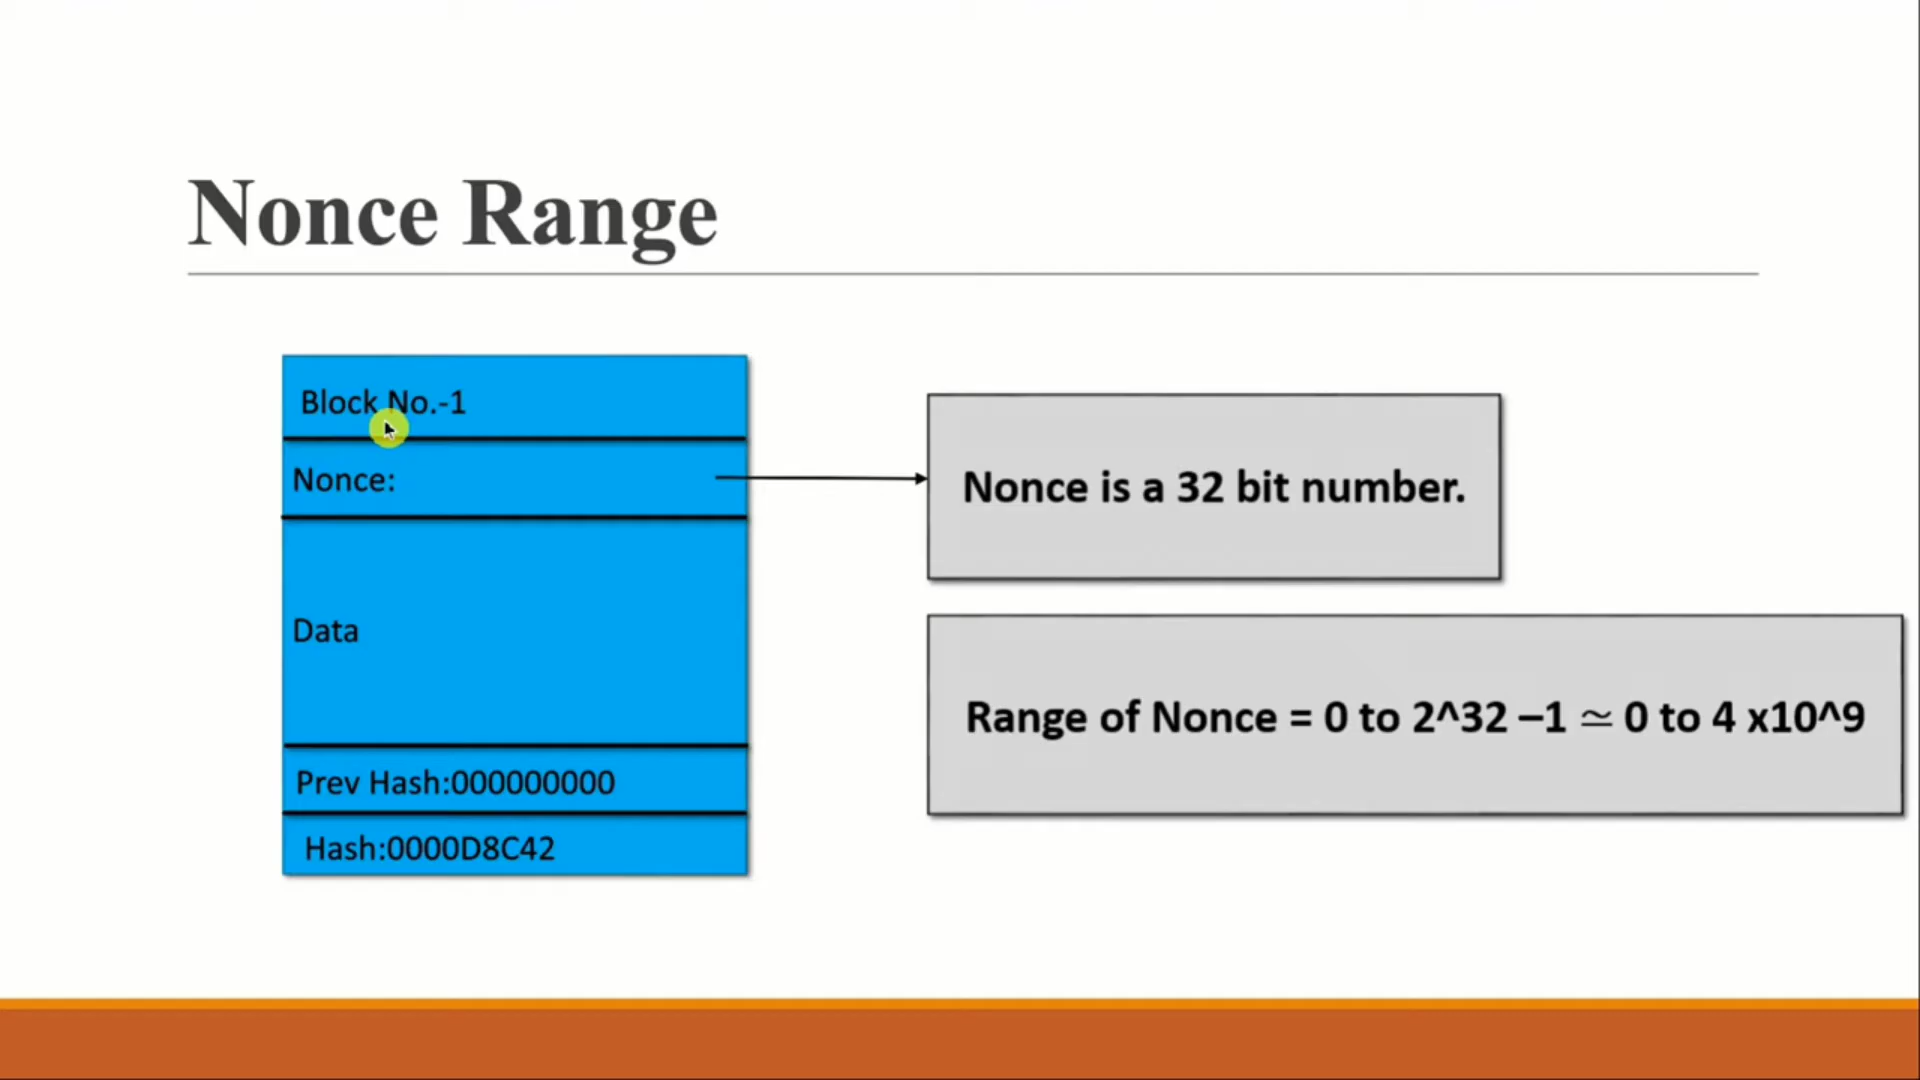 Nonce Range
Block No.-1
Nonce:
Data
Prev Hash:000000000
Hash:0000D8C42
Nonce is a 32 bit number.
Range of Nonce = 0 to 2^32 –1 ≃ 0 to 4 x10^9